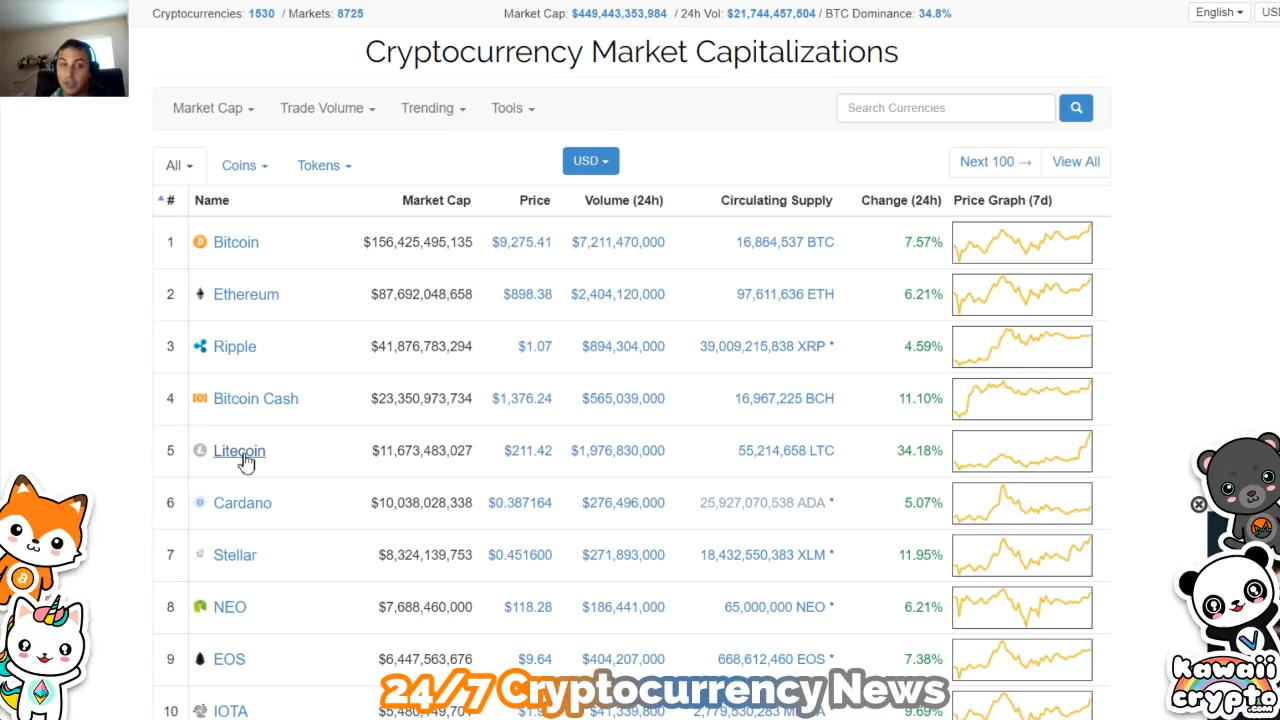 Cryptocurrencies: 1530 / Markets: 8725
Market Cap: $449,443,353,984 / 24h Vol: $21,744,457,504 / BTC Dominance: 34.8%
English
Cryptocurrency Market Capitalizations
Market Cap Trade Volume Trending Tools Search Currencies
All Coins Tokens USD Next 100 → View All
# Name Market Cap Price Volume (24h) Circulating Supply Change (24h) Price Graph (7d)
1 Bitcoin $156,425,495,135 $9,275.41 $7,211,470,000 16,864,537 BTC 7.57%
2 Ethereum $87,692,048,658 $898.38 $2,404,120,000 97,611,636 ETH 6.21%
3 Ripple $41,876,783,294 $1.07 $894,304,000 39,009,215,838 XRP * 4.59%
4 Bitcoin Cash $23,350,973,734 $1,376.24 $565,039,000 16,967,225 BCH 11.10%
5 Litecoin $11,673,483,027 $211.42 $1,976,830,000 55,214,658 LTC 34.18%
6 Cardano $10,038,028,338 $0.387164 $276,496,000 25,927,070,538 ADA * 5.07%
7 Stellar $8,324,139,753 $0.451600 $271,893,000 18,432,550,383 XLM * 11.95%
8 NEO $7,688,460,000 $118.28 $186,441,000 65,000,000 NEO * 6.21%
9 EOS $6,447,563,676 $9.64 $404,207,000 668,612,460 EOS * 7.38%
10 IOTA 9.69%
24/7 Cryptocurrency News
kawaii
crypto
.com